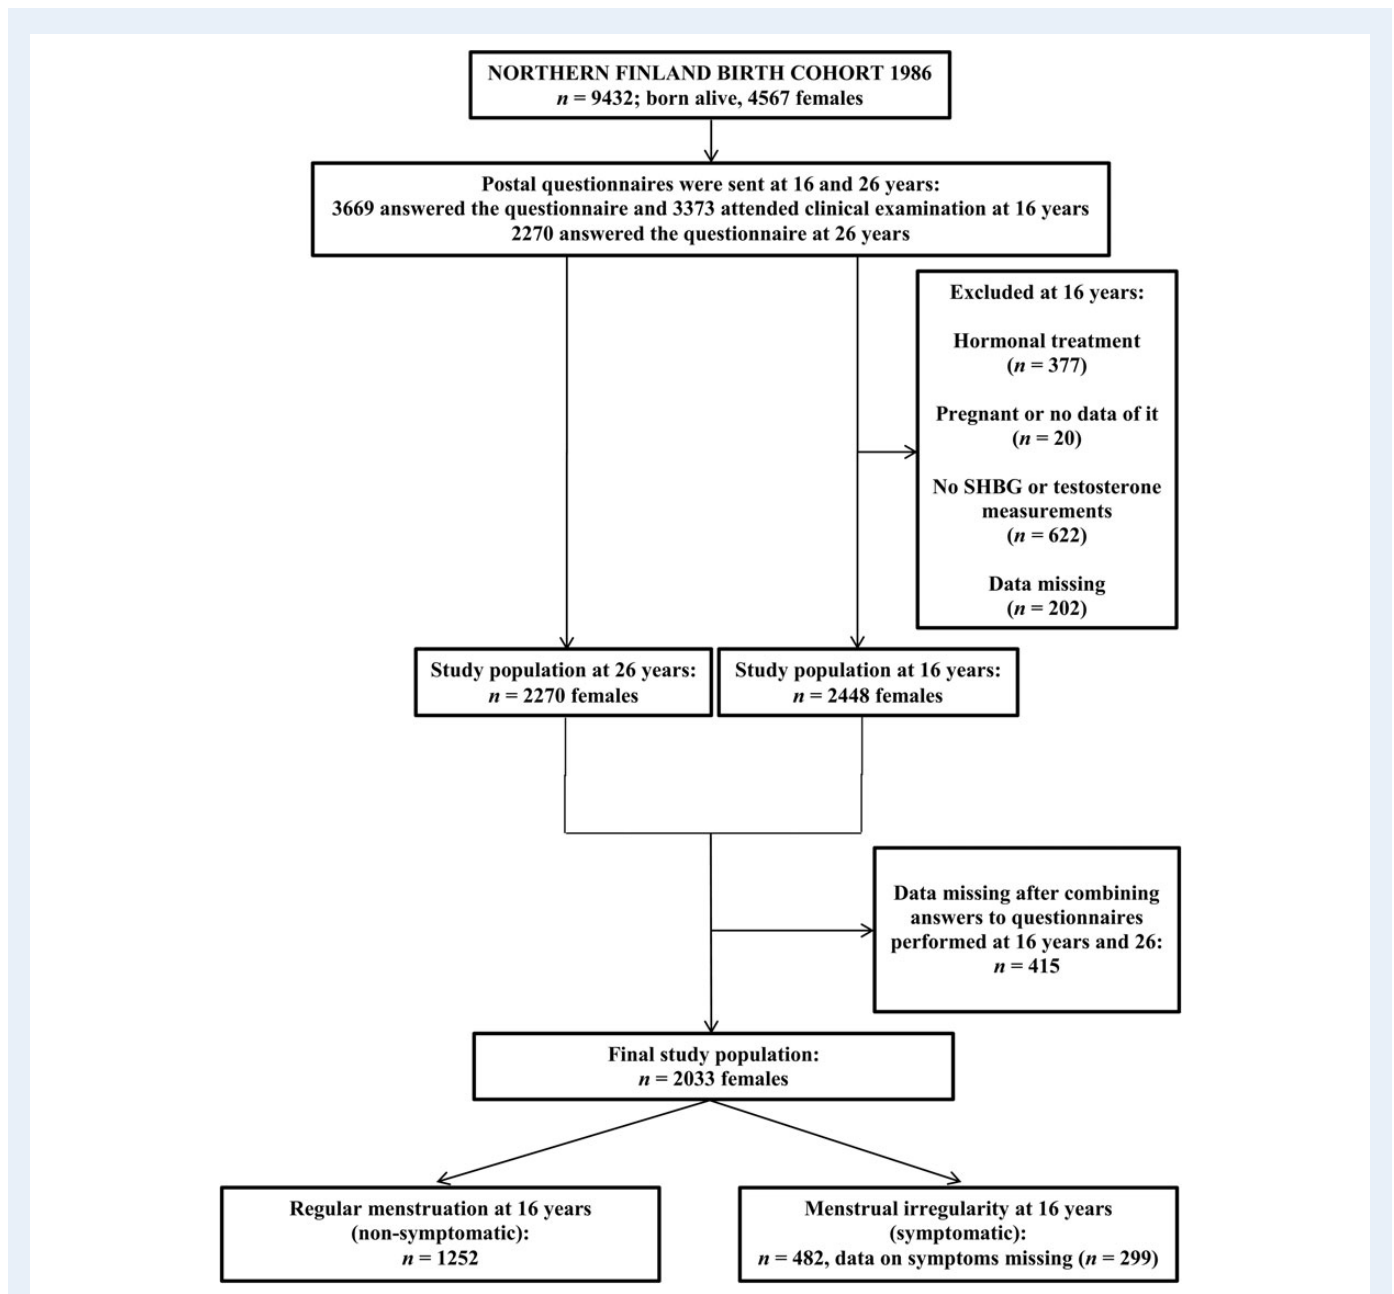 NORTHERN FINLAND BIRTH COHORT 1986
n = 9432; born alive, 4567 females
Postal questionnaires were sent at 16 and 26 years:
3669 answered the questionnaire and 3373 attended clinical examination at 16 years
2270 answered the questionnaire at 26 years
Excluded at 16 years:
Hormonal treatment
(n = 377)
Pregnant or no data of it
(n = 20)
No SHBG or testosterone
measurements
(n = 622)
Data missing
(n = 202)
Study population at 26 years:
n = 2270 females
Study population at 16 years:
n = 2448 females
Data missing after combining
answers to questionnaires
performed at 16 years and 26:
n = 415
Final study population:
n = 2033 females
Regular menstruation at 16 years
(non-symptomatic):
n = 1252
Menstrual irregularity at 16 years
(symptomatic):
n = 482, data on symptoms missing (n = 299)